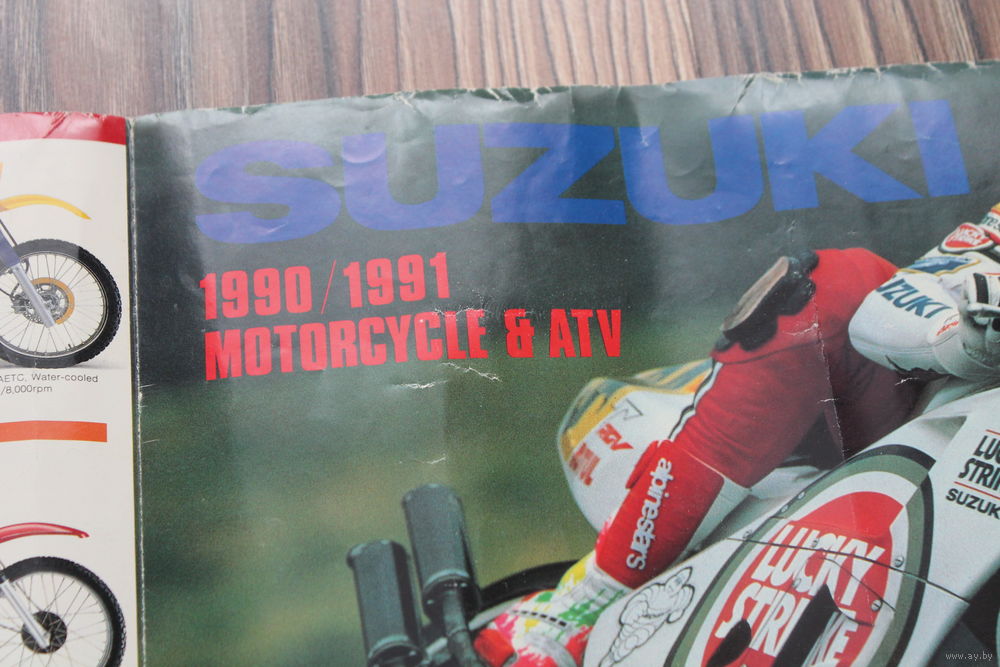 SUZUKI
1990/1991
MOTORCYCLE & ATV
AETC, Water-cooled
/8,000rpm
SUZUKI
alpinestars
LUCKY
STRIKE
SUZUKI
LUCKY
STRIKE
www.ay.by